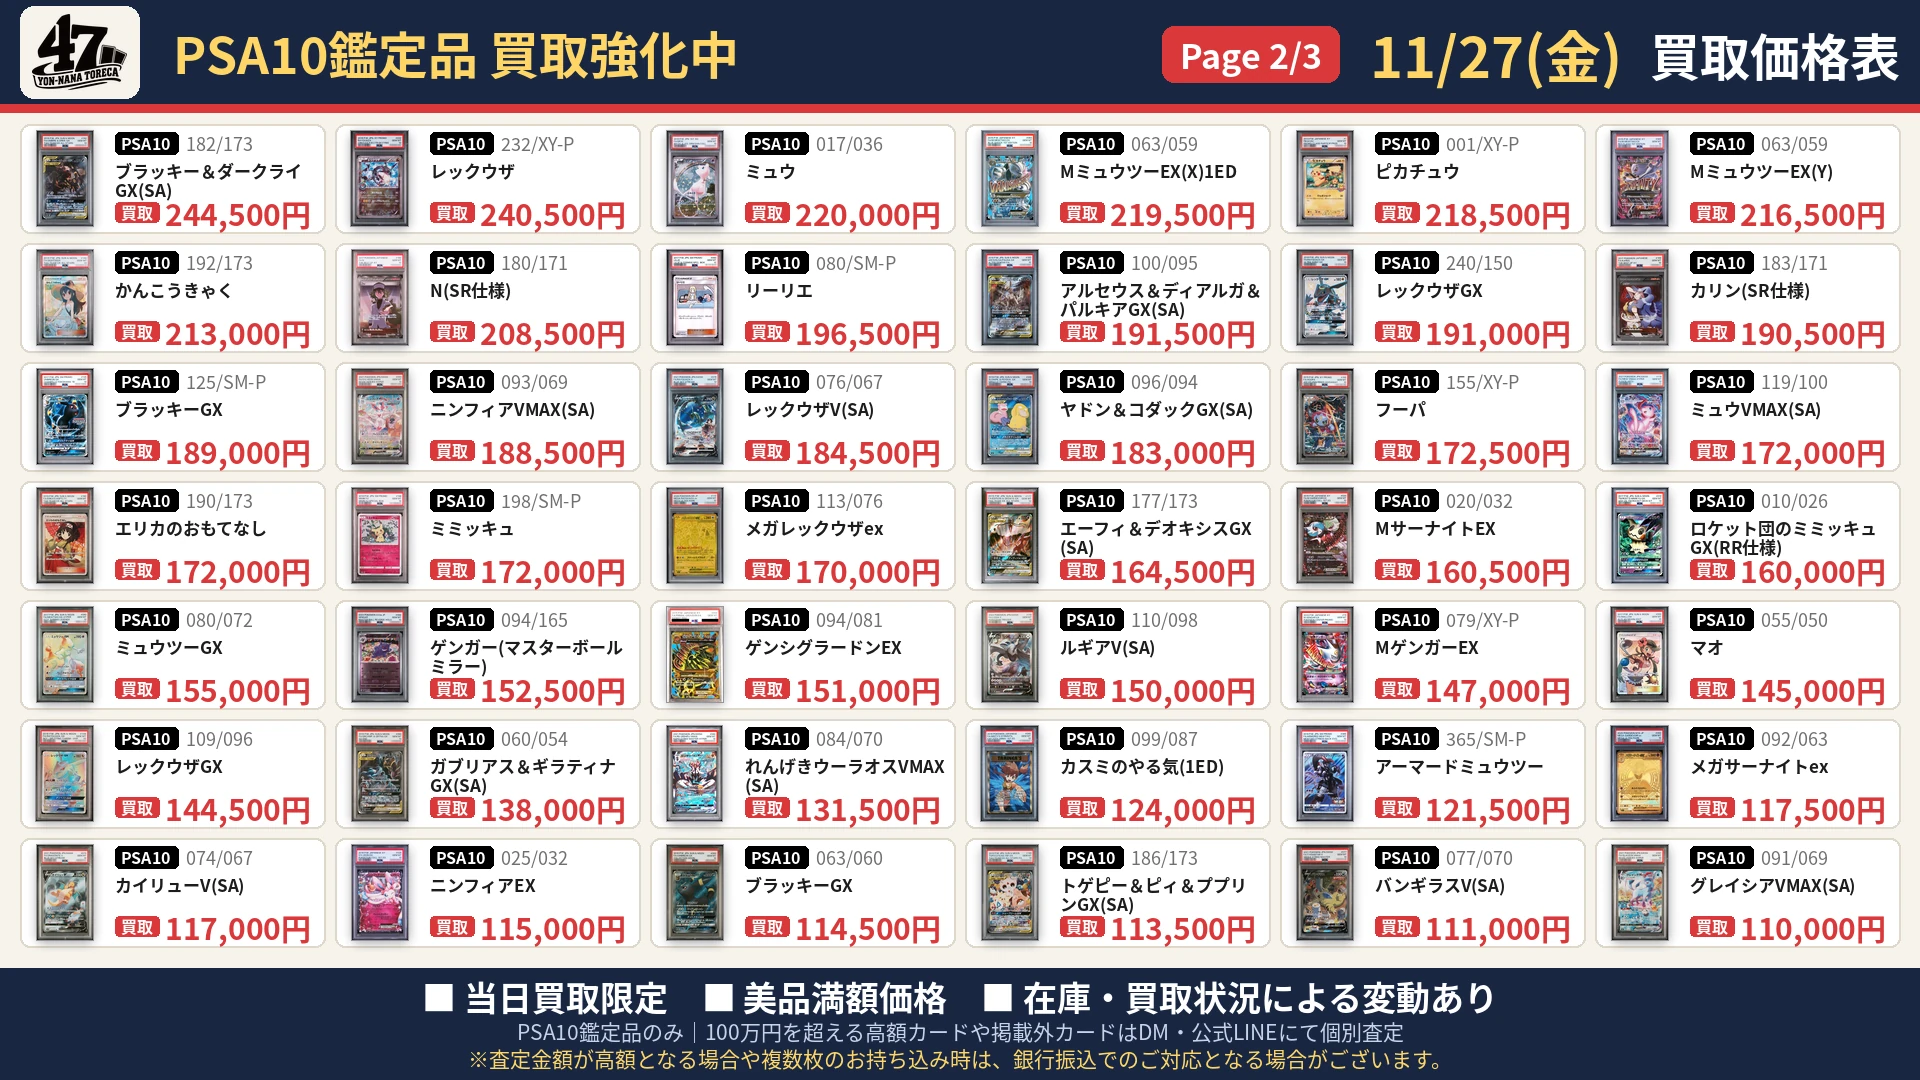 47
YON-NANA TORECA
PSA10鑑定品 買取強化中
Page 2/3
11/27(金) 買取価格表
PSA10 182/173
ブラッキー＆ダークライ
GX(SA)
買取 244,500円
PSA10 232/XY-P
レックウザ
買取 240,500円
PSA10 017/036
ミュウ
買取 220,000円
PSA10 063/059
MミュウツーEX(X)1ED
買取 219,500円
PSA10 001/XY-P
ピカチュウ
買取 218,500円
PSA10 063/059
MミュウツーEX(Y)
買取 216,500円
PSA10 192/173
かんこうきゃく
買取 213,000円
PSA10 180/171
N(SR仕様)
買取 208,500円
PSA10 080/SM-P
リーリエ
買取 196,500円
PSA10 100/095
アルセウス＆ディアルガ＆
パルキアGX(SA)
買取 191,500円
PSA10 240/150
レックウザGX
買取 191,000円
PSA10 183/171
カリン(SR仕様)
買取 190,500円
PSA10 125/SM-P
ブラッキーGX
買取 189,000円
PSA10 093/069
ニンフィアVMAX(SA)
買取 188,500円
PSA10 076/067
レックウザV(SA)
買取 184,500円
PSA10 096/094
ヤドン＆コダックGX(SA)
買取 183,000円
PSA10 155/XY-P
フーパ
買取 172,500円
PSA10 119/100
ミュウVMAX(SA)
買取 172,000円
PSA10 190/173
エリカのおもてなし
買取 172,000円
PSA10 198/SM-P
ミミッキュ
買取 172,000円
PSA10 113/076
メガレックウザex
買取 170,000円
PSA10 177/173
エーフィ＆デオキシスGX
(SA)
買取 164,500円
PSA10 020/032
MサーナイトEX
買取 160,500円
PSA10 010/026
ロケット団のミミッキュ
GX(RR仕様)
買取 160,000円
PSA10 080/072
ミュウツーGX
買取 155,000円
PSA10 094/165
ゲンガー(マスターボール
ミラー)
買取 152,500円
PSA10 094/081
ゲンシグラードンEX
買取 151,000円
PSA10 110/098
ルギアV(SA)
買取 150,000円
PSA10 079/XY-P
MゲンガーEX
買取 147,000円
PSA10 055/050
マオ
買取 145,000円
PSA10 109/096
レックウザGX
買取 144,500円
PSA10 060/054
ガブリアス＆ギラティナ
GX(SA)
買取 138,000円
PSA10 084/070
れんげきウーラオスVMAX
(SA)
買取 131,500円
PSA10 099/087
カスミのやる気(1ED)
買取 124,000円
PSA10 365/SM-P
アーマードミュウツー
買取 121,500円
PSA10 092/063
メガサーナイトex
買取 117,500円
PSA10 074/067
カイリューV(SA)
買取 117,000円
PSA10 025/032
ニンフィアEX
買取 115,000円
PSA10 063/060
ブラッキーGX
買取 114,500円
PSA10 186/173
トゲピー＆ピィ＆ププリ
ンGX(SA)
買取 113,500円
PSA10 077/070
バンギラスV(SA)
買取 111,000円
PSA10 091/069
グレイシアVMAX(SA)
買取 110,000円
■ 当日買取限定 ■ 美品満額価格 ■ 在庫・買取状況による変動あり
PSA10鑑定品のみ｜100万円を超える高額カードや掲載外カードはDM・公式LINEにて個別査定
※査定金額が高額となる場合や複数枚のお持ち込み時は、銀行振込でのご対応となる場合がございます。